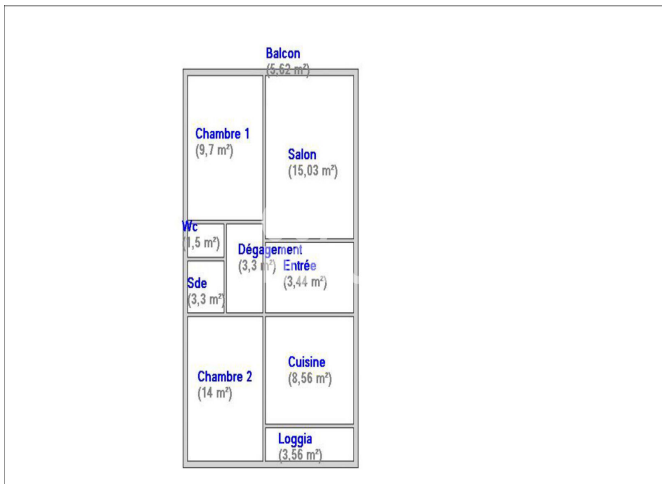 Balcon
(5,62 m²)
Chambre 1
(9,7 m²)
Salon
(15,03 m²)
Wc
(1,5 m²)
Dégagement
(3,3 m²)
Entrée
(3,44 m²)
Sde
(3,3 m²)
Chambre 2
(14 m²)
Cuisine
(8,56 m²)
Loggia
(3,56 m²)